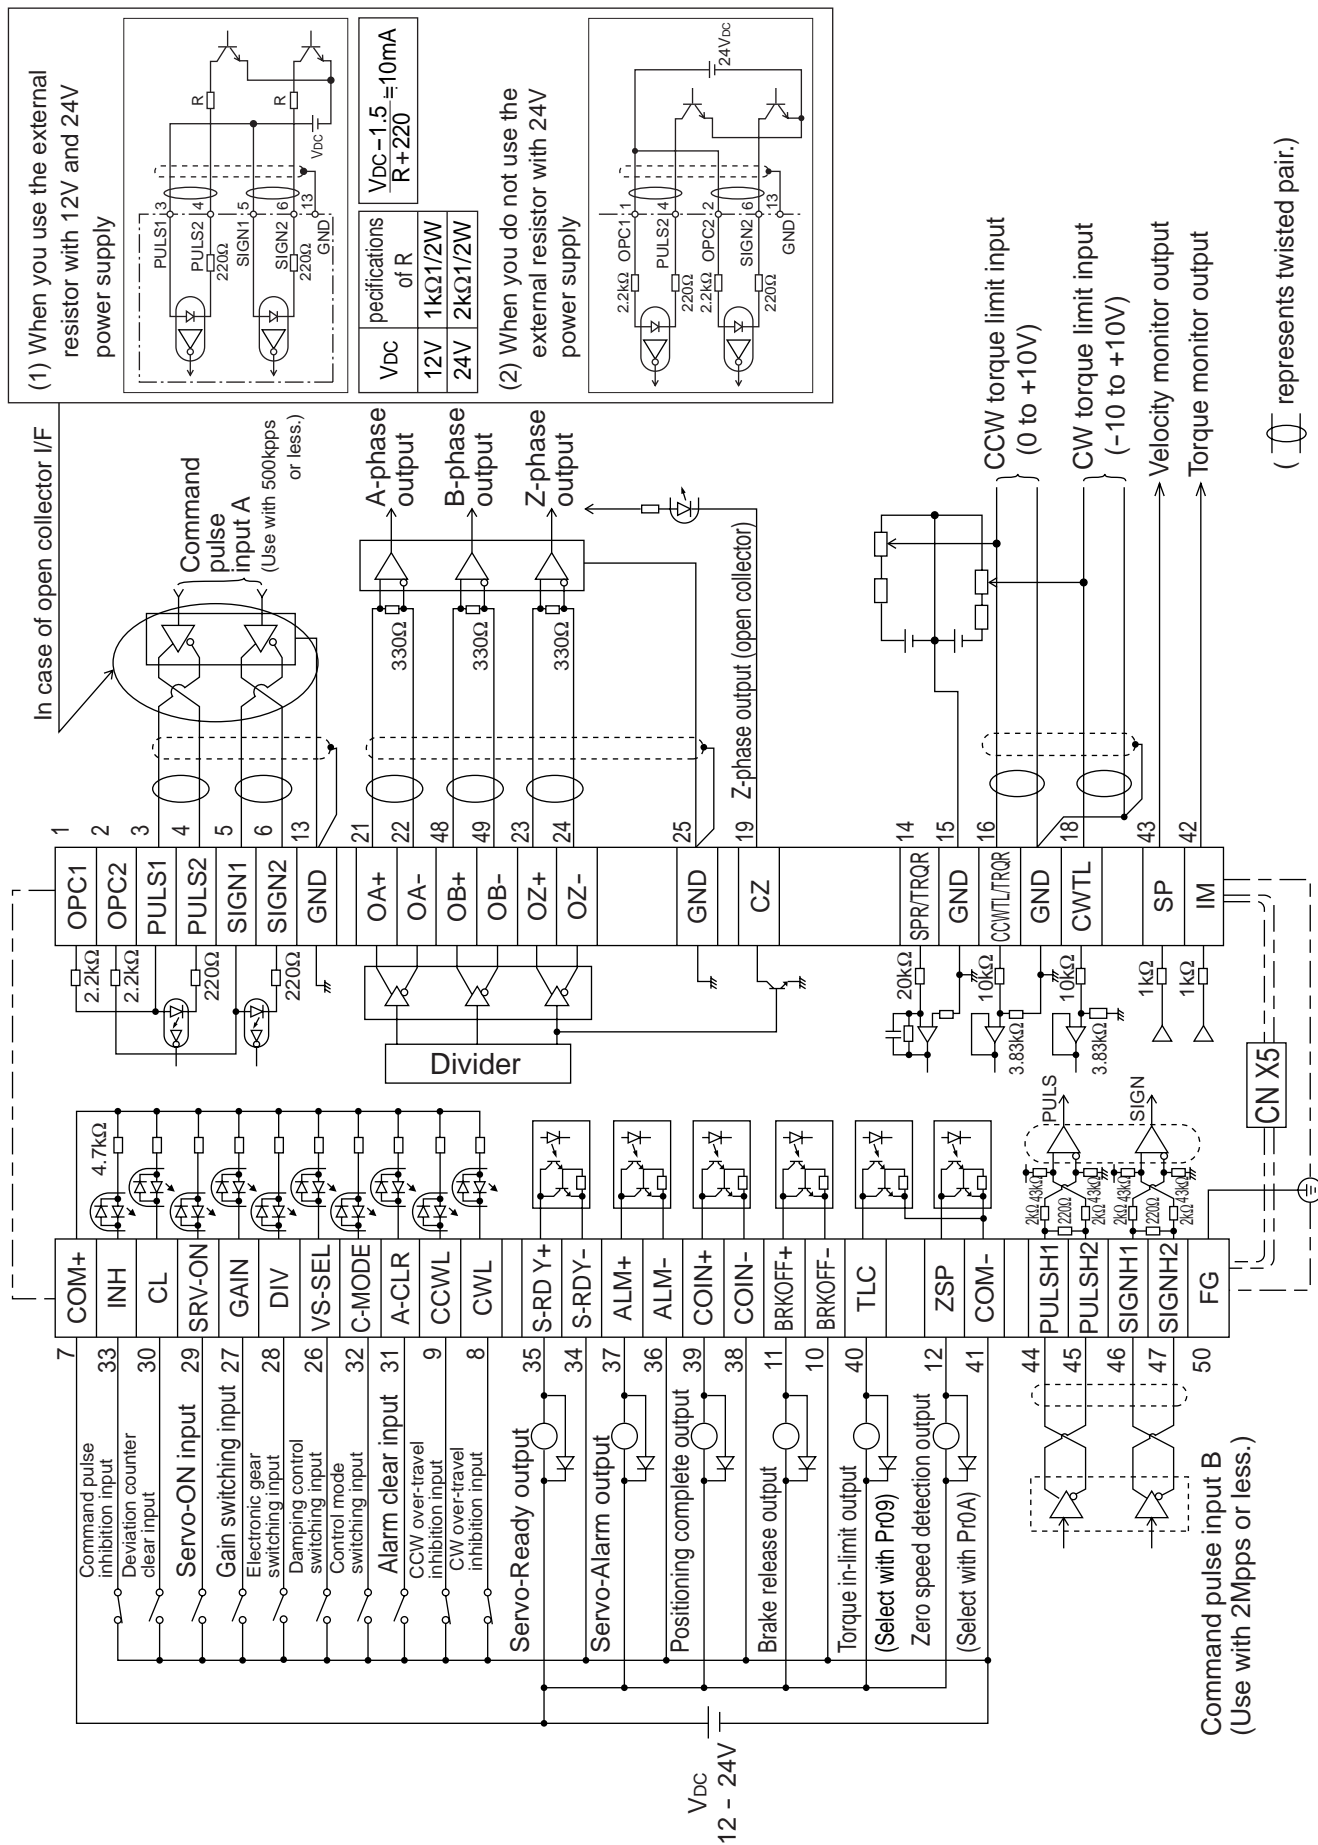 (1) When you use the external
resistor with 12V and 24V
power supply
PULS1
3
PULS2
4
220Ω
SIGN1
5
SIGN2
6
220Ω
13
GND
R
R
VDC
VDC
pecifications
of R
12V
1kΩ1/2W
24V
2kΩ1/2W
VDC−1.5
R+220
≒10mA
(2) When you do not use the
external resistor with 24V
power supply
OPC1
1
2.2kΩ
PULS2
4
220Ω
OPC2
2
2.2kΩ
SIGN2
6
220Ω
13
GND
24VDC
In case of open collector I/F
Command
pulse
input A
(Use with 500kpps
or less.)
A-phase
output
B-phase
output
Z-phase
output
330Ω
330Ω
330Ω
Z-phase output (open collector)
CCW torque limit input
(0 to +10V)
CW torque limit input
(−10 to +10V)
Velocity monitor output
Torque monitor output
( represents twisted pair.)
OPC1 1
OPC2 2
PULS1 3
PULS2 4
SIGN1 5
SIGN2 6
GND 13
OA+ 21
OA- 22
OB+ 48
OB- 49
OZ+ 23
OZ- 24
GND 25
CZ 19
SPR/TRQR 14
GND 15
CCWTL/TRQR 16
GND 17
CWTL 18
SP 43
IM 42
2.2kΩ
2.2kΩ
220Ω
220Ω
Divider
20kΩ
10kΩ
3.83kΩ
10kΩ
3.83kΩ
1kΩ
1kΩ
CN X5
4.7kΩ
PULS
SIGN
2kΩ
43kΩ
220Ω
2kΩ
43kΩ
2kΩ
43kΩ
220Ω
2kΩ
43kΩ
COM+ 7
INH 33
CL 30
SRV-ON 29
GAIN 27
DIV 28
VS-SEL 26
C-MODE 32
A-CLR 31
CCWL 9
CWL 8
S-RD Y+ 35
S-RDY- 34
ALM+ 37
ALM- 36
COIN+ 39
COIN- 38
BRKOFF+ 11
BRKOFF- 10
TLC 40
ZSP 12
COM- 41
PULSH1 44
PULSH2 45
SIGNH1 46
SIGNH2 47
FG 50
Command pulse
inhibition input
Deviation counter
clear input
Servo-ON input
Gain switching input
Electronic gear
switching input
Damping control
switching input
Control mode
switching input
Alarm clear input
CCW over-travel
inhibition input
CW over-travel
inhibition input
Servo-Ready output
Servo-Alarm output
Positioning complete output
Brake release output
Torque in-limit output
(Select with Pr09)
Zero speed detection output
(Select with Pr0A)
VDC
12 – 24V
Command pulse input B
(Use with 2Mpps or less.)